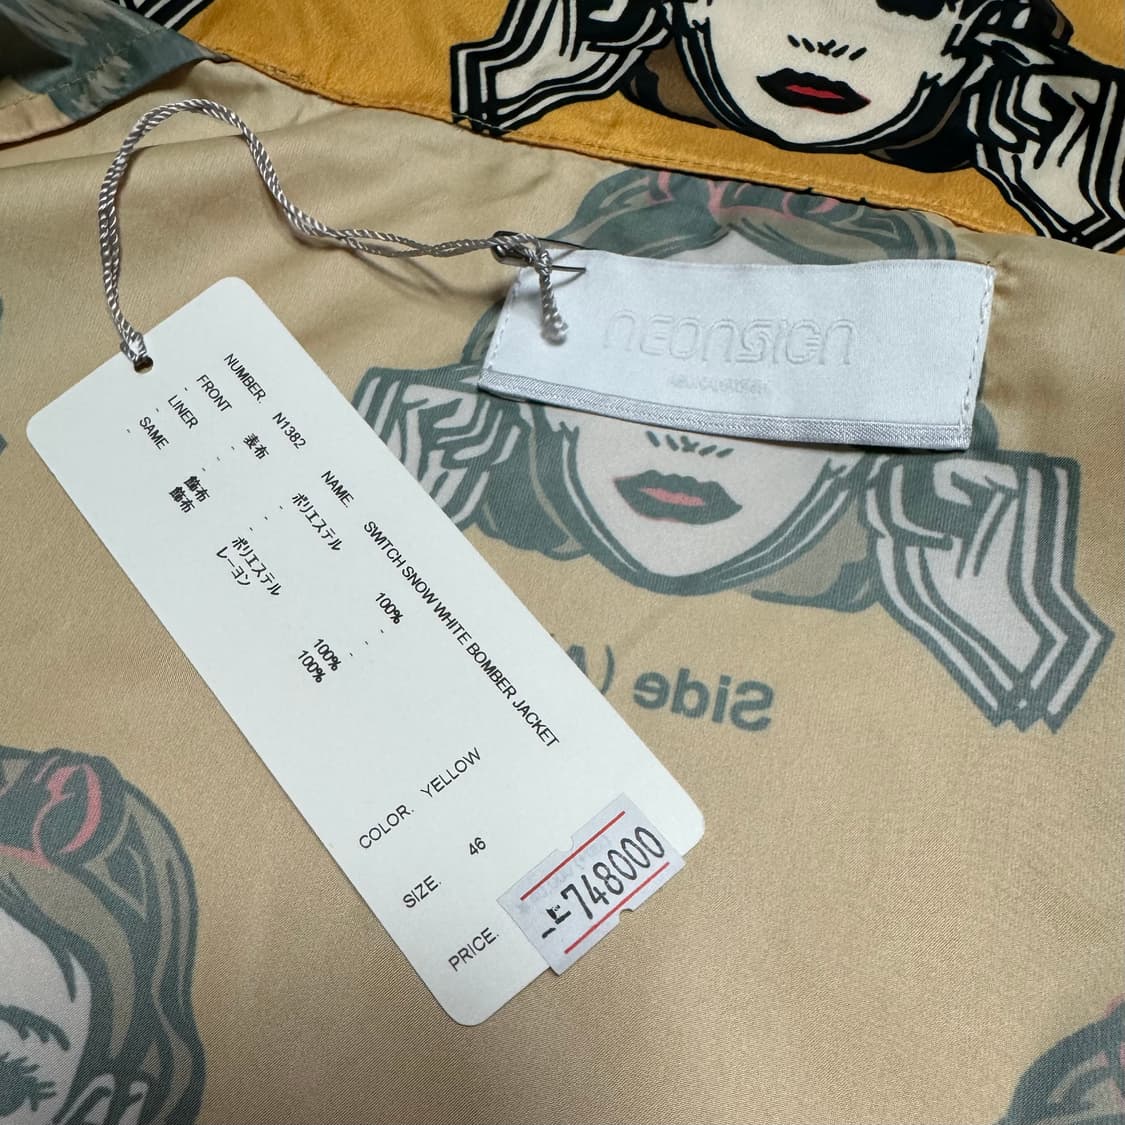 NEONSIGN
NUMBER. N1382 NAME. SWITCH SNOW WHITE BOMBER JACKET
FRONT - 表布 - ポリエステル 100%
- - - -
LINER - 飾布 - ポリエステル 100%
- - 飾布 レーヨン 100%
SAME
-
COLOR. YELLOW
SIZE. 46
PRICE. 748000
Side (A